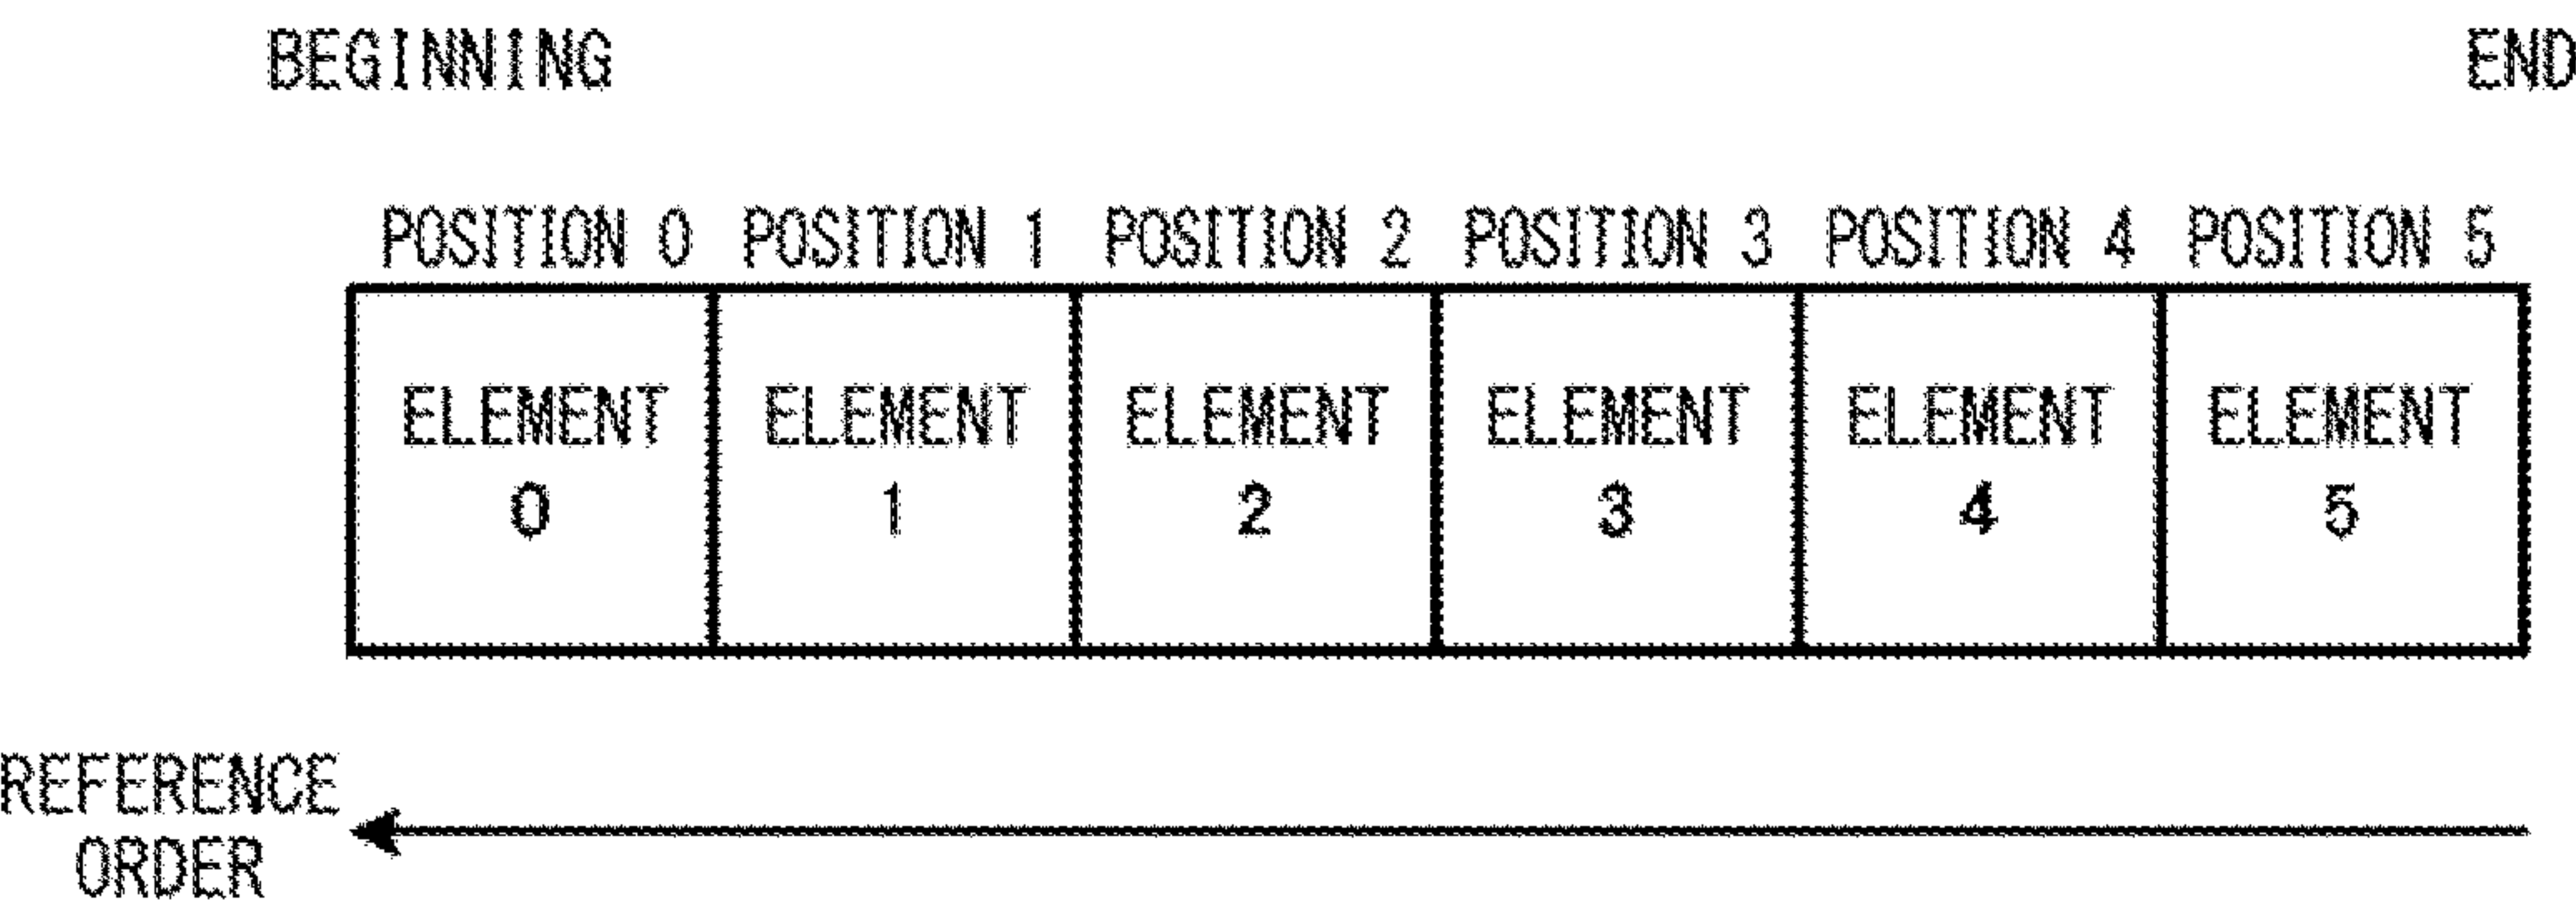 BEGINNING END
POSITION 0 POSITION 1 POSITION 2 POSITION 3 POSITION 4 POSITION 5
ELEMENT ELEMENT ELEMENT ELEMENT ELEMENT ELEMENT
0 1 2 3 4 5
REFERENCE
ORDER